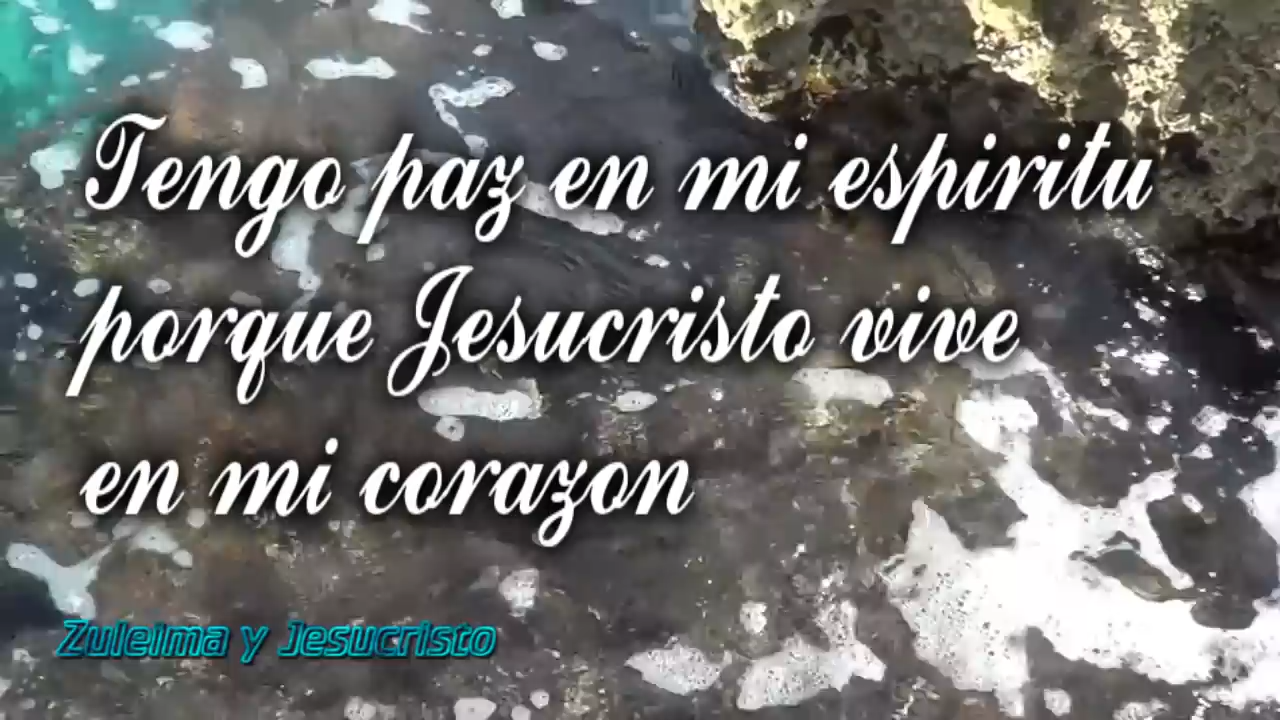 Tengo paz en mi espiritu
porque Jesucristo vive
en mi corazon
Zuleima y Jesucristo